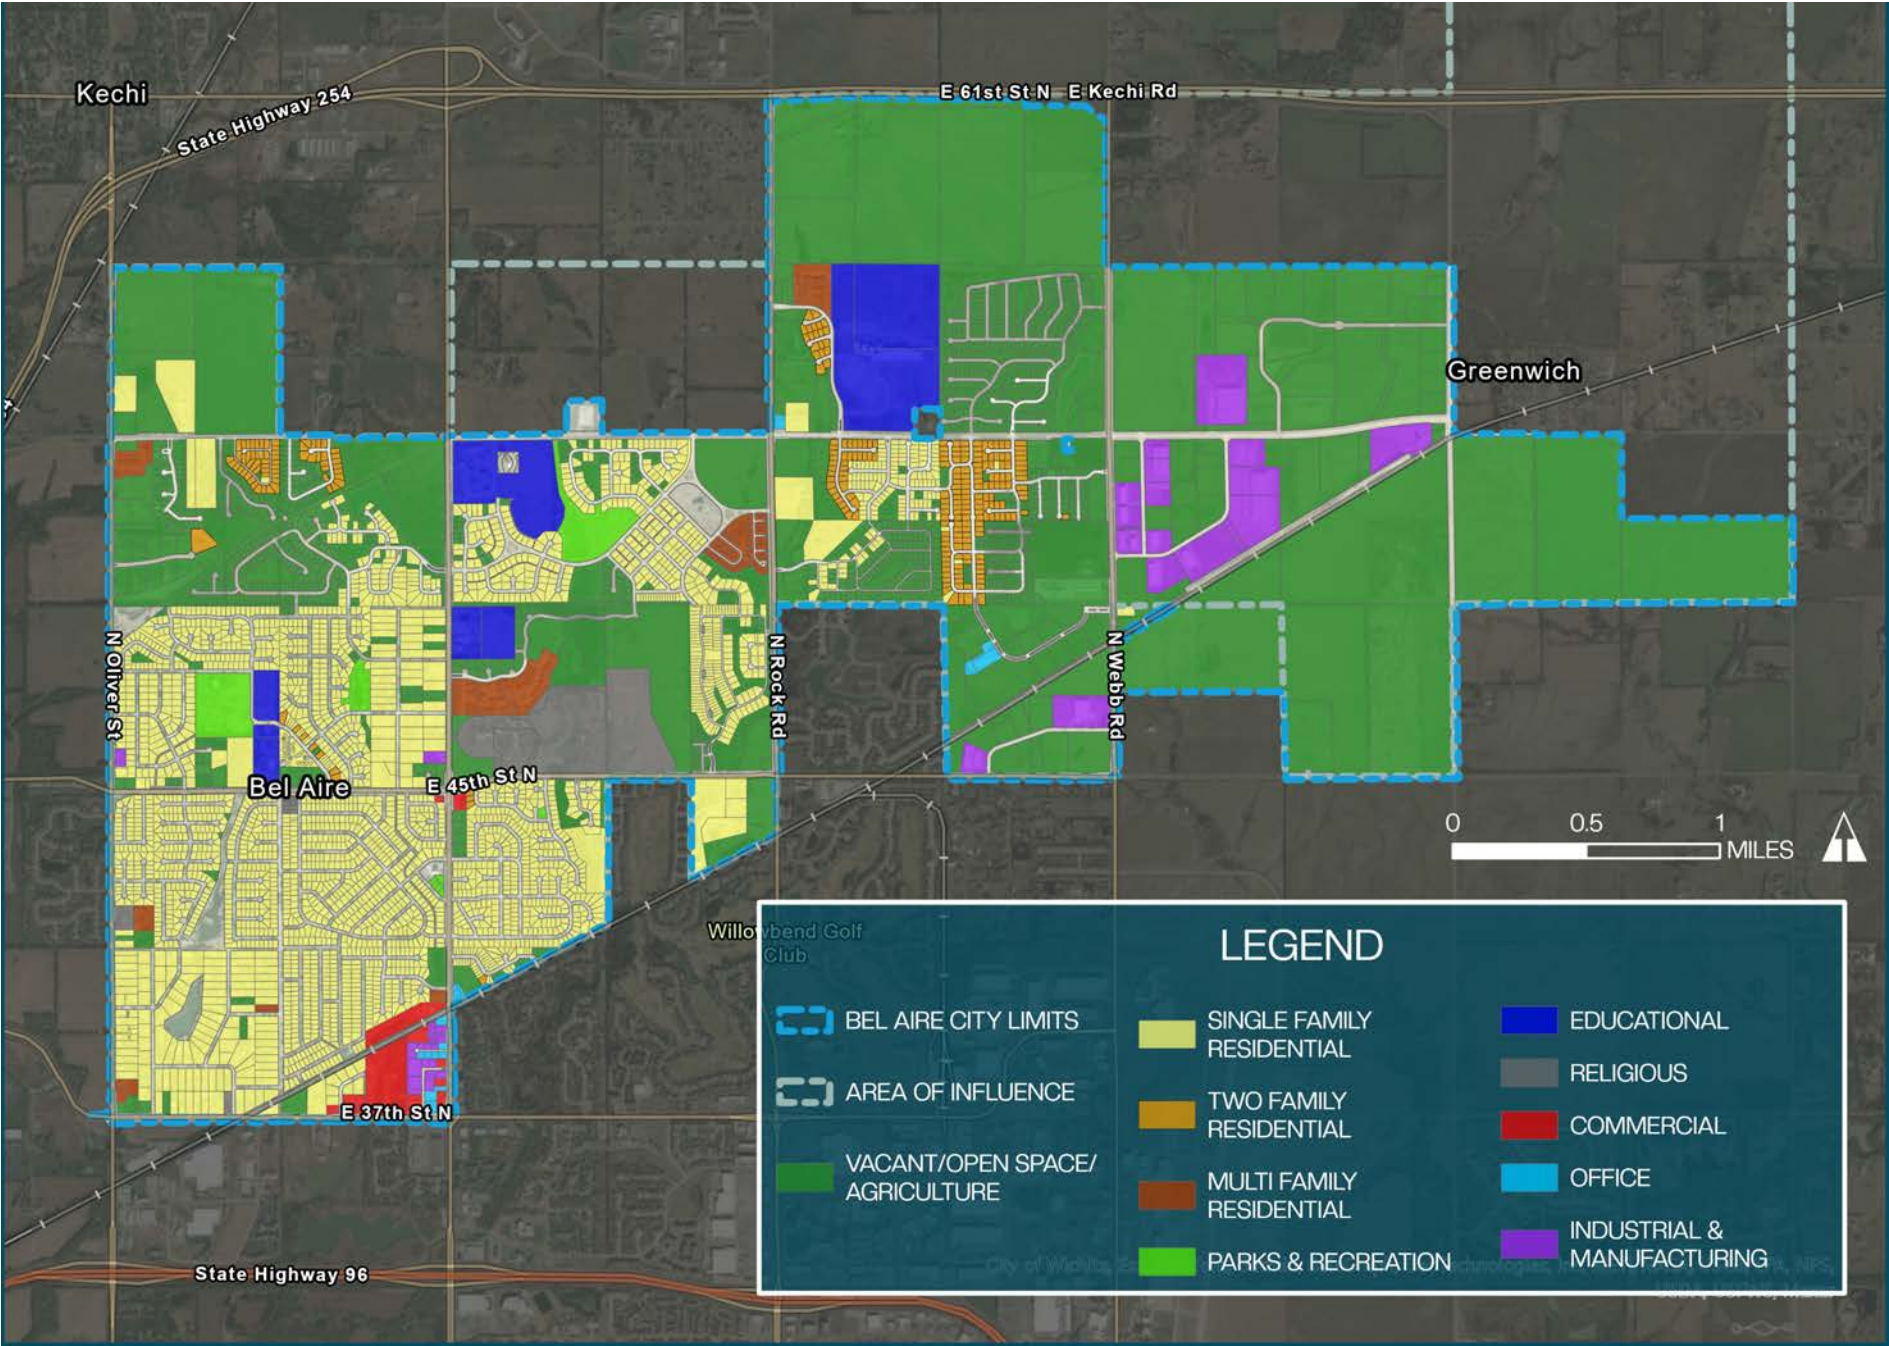 Kechi
State Highway 254
E 61st St N
E Kechi Rd
Greenwich
N Oliver St
N Rock Rd
N Webb Rd
Bel Aire
E 45th St N
0 0.5 1
MILES
Willowbend Golf
Club
E 37th St N
State Highway 96
LEGEND
BEL AIRE CITY LIMITS
AREA OF INFLUENCE
VACANT/OPEN SPACE/
AGRICULTURE
SINGLE FAMILY
RESIDENTIAL
TWO FAMILY
RESIDENTIAL
MULTI FAMILY
RESIDENTIAL
PARKS & RECREATION
EDUCATIONAL
RELIGIOUS
COMMERCIAL
OFFICE
INDUSTRIAL &
MANUFACTURING